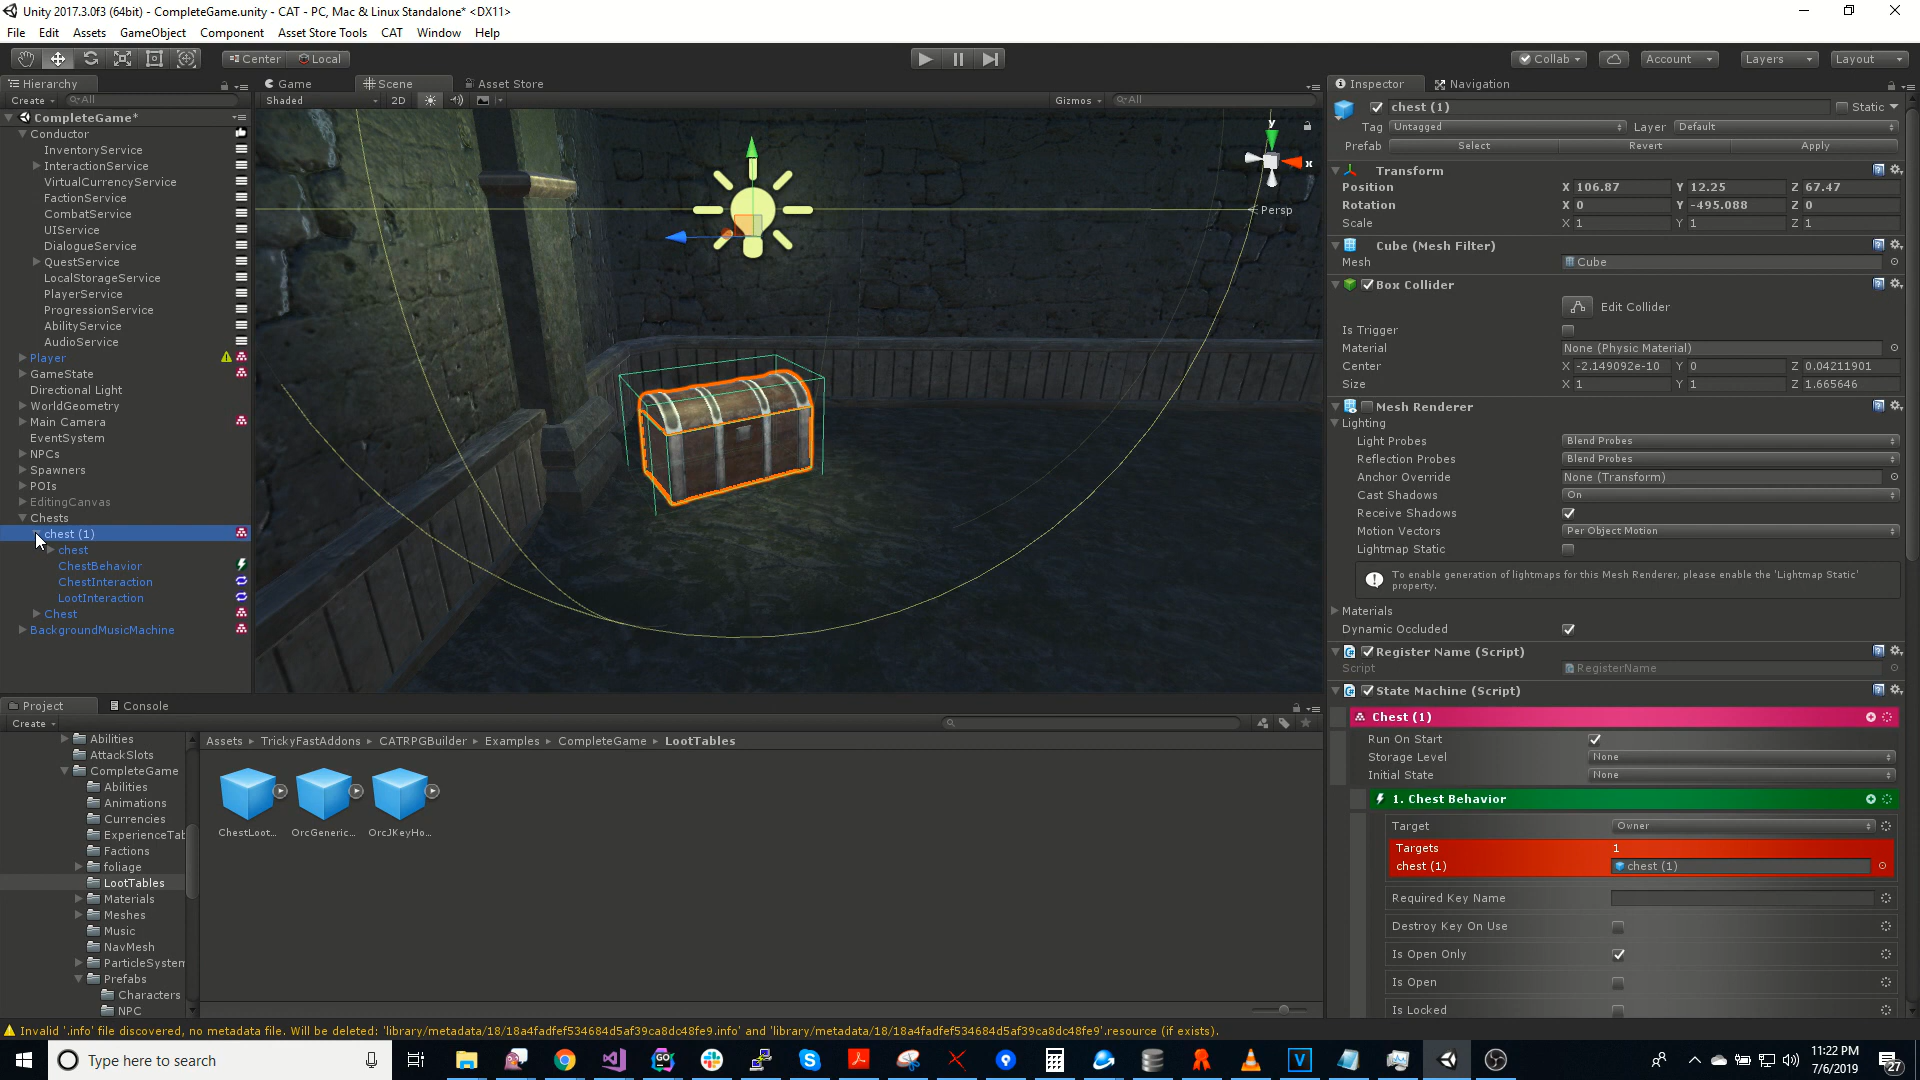 Unity 2017.3.0f3 (64bit) - CompleteGame.unity - CAT - PC, Mac & Linux Standalone* <DX11>
File Edit Assets GameObject Component Asset Store Tools CAT Window Help
Center Local Collab Account Layers Layout
Hierarchy Game Scene Asset Store Inspector Navigation
Create All Shaded 2D Gizmos All
CompleteGame*
Conductor
InventoryService
InteractionService
VirtualCurrencyService
FactionService
CombatService
UIService
DialogueService
QuestService
LocalStorageService
PlayerService
ProgressionService
AbilityService
AudioService
Player
GameState
Directional Light
WorldGeometry
Main Camera
EventSystem
NPCs
Spawners
POIs
EditingCanvas
Chests
chest (1)
chest
ChestBehavior
ChestInteraction
LootInteraction
Chest
BackgroundMusicMachine
y
x
Persp
chest (1) Static
Tag Untagged Layer Default
Prefab Select Revert Apply
Transform
Position X 106.87 Y 12.25 Z 67.47
Rotation X 0 Y -495.088 Z 0
Scale X 1 Y 1 Z 1
Cube (Mesh Filter)
Mesh Cube
Box Collider
Edit Collider
Is Trigger
Material None (Physic Material)
Center X -2.149092e-10 Y 0 Z 0.04211901
Size X 1 Y 1 Z 1.665646
Mesh Renderer
Lighting
Light Probes Blend Probes
Reflection Probes Blend Probes
Anchor Override None (Transform)
Cast Shadows On
Receive Shadows
Motion Vectors Per Object Motion
Lightmap Static
To enable generation of lightmaps for this Mesh Renderer, please enable the 'Lightmap Static'
property.
Materials
Dynamic Occluded
Register Name (Script)
Script RegisterName
State Machine (Script)
Chest (1)
Run On Start
Storage Level None
Initial State None
1. Chest Behavior
Target Owner
Targets 1
chest (1) chest (1)
Required Key Name
Destroy Key On Use
Is Open Only
Is Open
Is Locked
Project Console
Create
Abilities
AttackSlots
CompleteGame
Abilities
Animations
Currencies
ExperienceTab
Factions
foliage
LootTables
Materials
Meshes
Music
NavMesh
ParticleSystem
Prefabs
Characters
NPC
Assets TrickyFastAddons CATRPGBuilder Examples CompleteGame LootTables
ChestLoot... OrcGeneric... OrcJKeyHo...
Invalid '.info' file discovered, no metadata file. Will be deleted: 'library/metadata/18/18a4fadfef534684d5af39ca8dc48fe9.info' and 'library/metadata/18/18a4fadfef534684d5af39ca8dc48fe9'.resource (if exists).
Type here to search
11:22 PM
7/6/2019
27